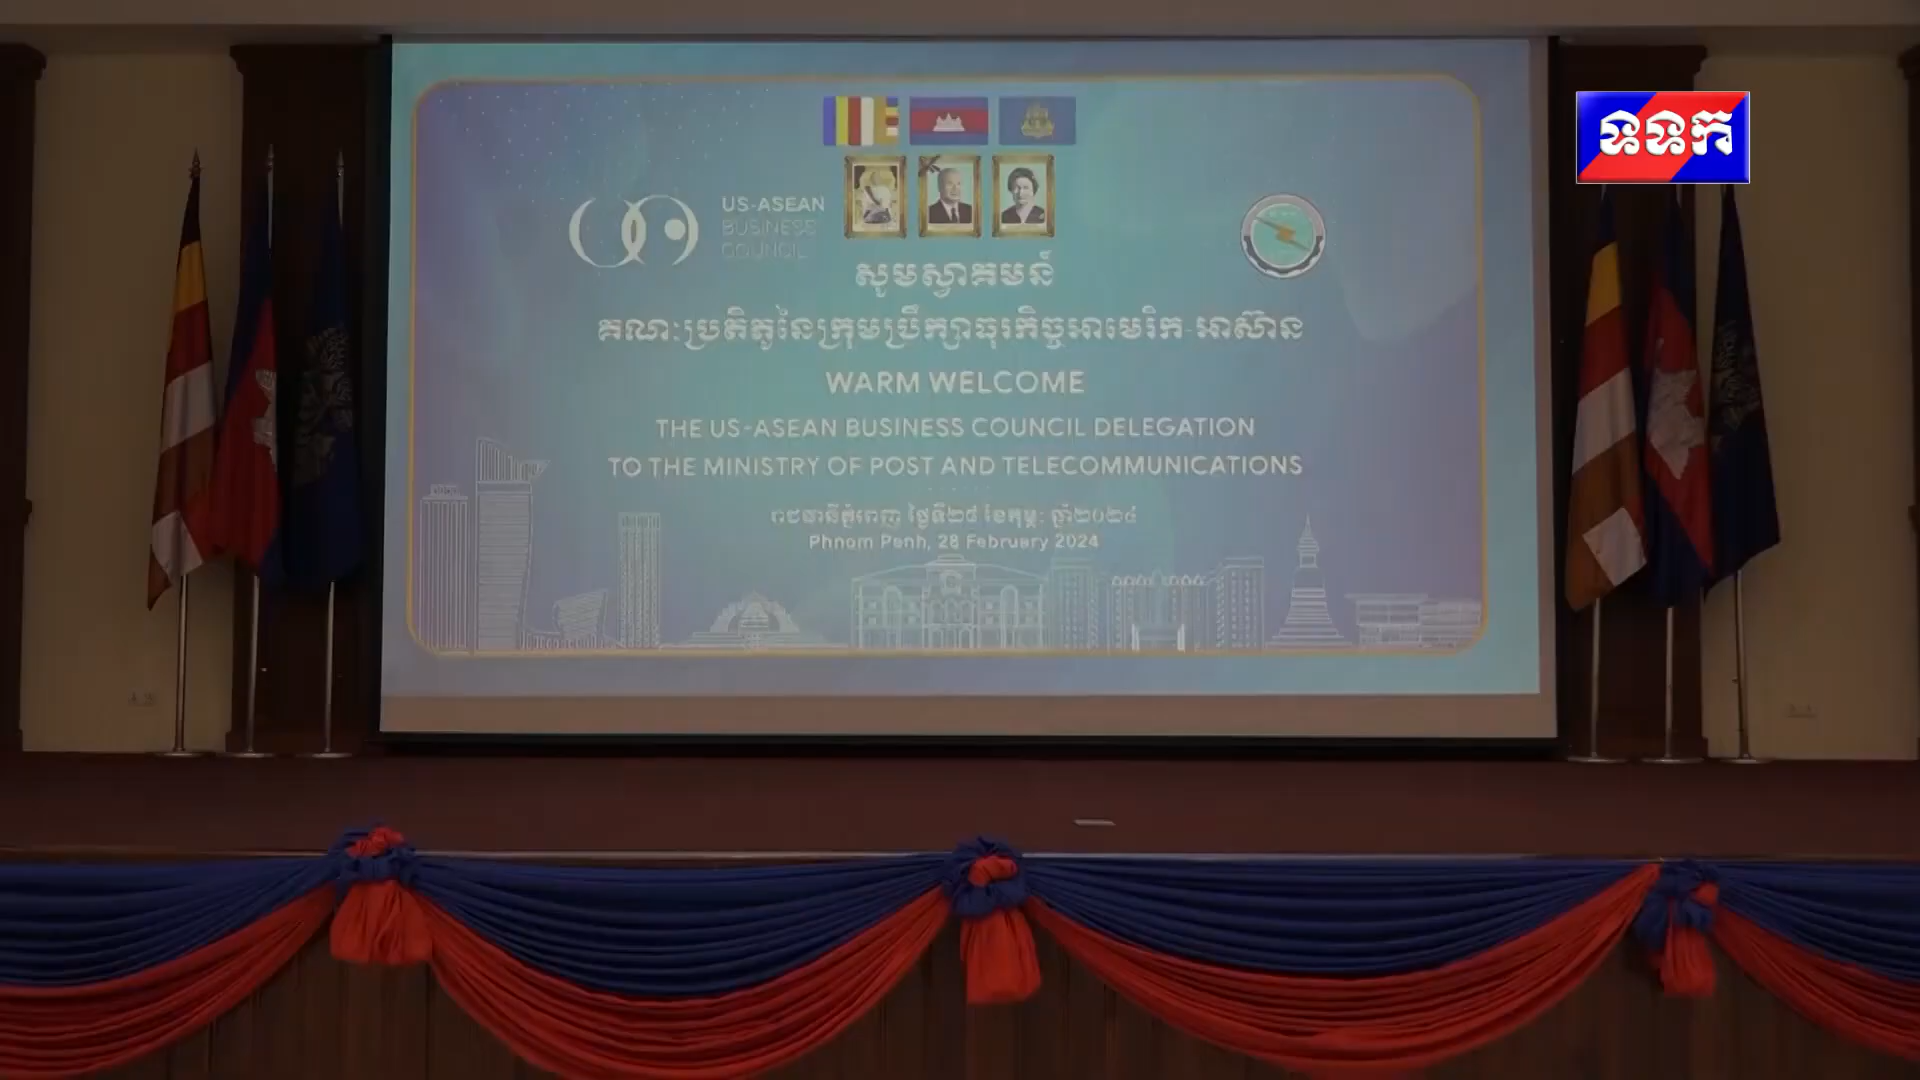 ទទក
US-ASEAN
BUSINESS
COUNCIL
សូមស្វាគមន៍
គណៈប្រតិភូនៃក្រុមប្រឹក្សាធុរកិច្ចអាមេរិក-អាស៊ាន
WARM WELCOME
THE US-ASEAN BUSINESS COUNCIL DELEGATION
TO THE MINISTRY OF POST AND TELECOMMUNICATIONS
រាជធានីភ្នំពេញ ថ្ងៃទី២៨ ខែកុម្ភៈ ឆ្នាំ២០២៤
Phnom Penh, 28 February 2024